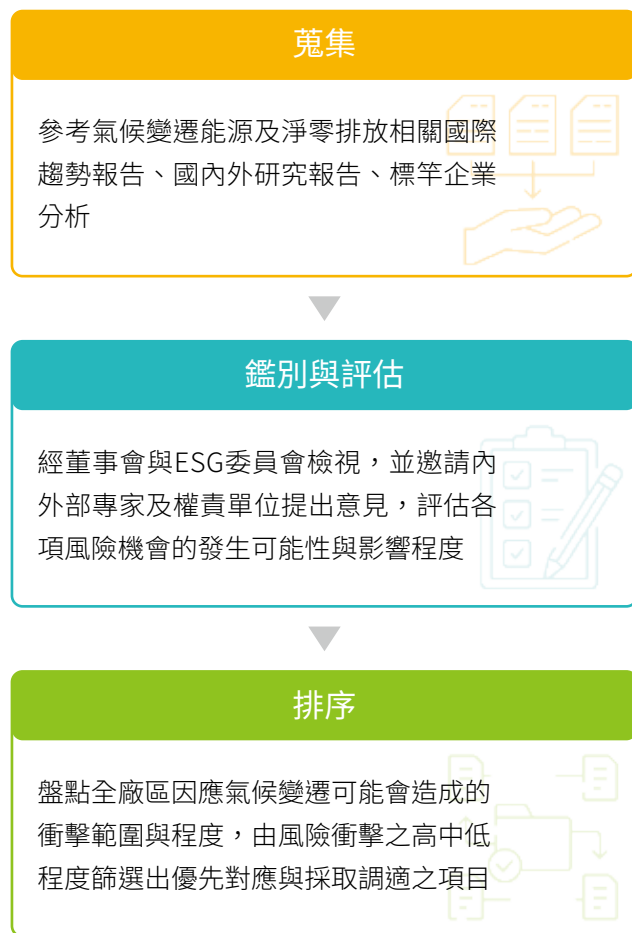 蒐集
參考氣候變遷能源及淨零排放相關國際
趨勢報告、國內外研究報告、標竿企業
分析
鑑別與評估
經董事會與ESG委員會檢視，並邀請內
外部專家及權責單位提出意見，評估各
項風險機會的發生可能性與影響程度
排序
盤點全廠區因應氣候變遷可能會造成的
衝擊範圍與程度，由風險衝擊之高中低
程度篩選出優先對應與採取調適之項目